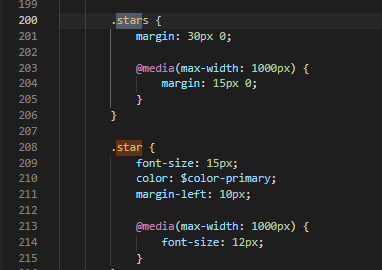 199
200 .stars {
201 margin: 30px 0;
202
203 @media(max-width: 1000px) {
204 margin: 15px 0;
205 }
206 }
207
208 .star {
209 font-size: 15px;
210 color: $color-primary;
211 margin-left: 10px;
212
213 @media(max-width: 1000px) {
214 font-size: 12px;
215 }